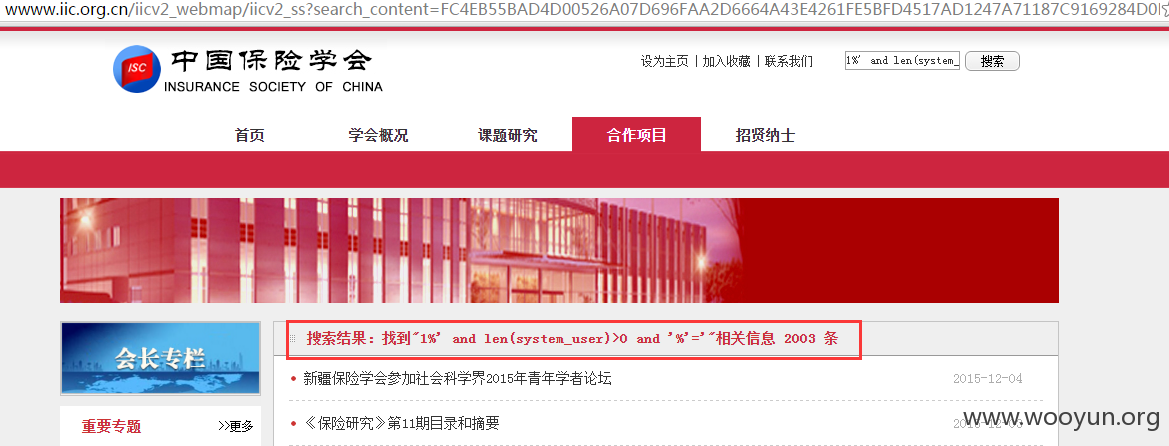 www.iic.org.cn/iicv2_webmap/iicv2_ss?search_content=FC4EB55BAD4D00526A07D696FAA2D6664A43E4261FE5BFD4517AD1247A71187C9169284D0
ISC 中国保险学会
INSURANCE SOCIETY OF CHINA
设为主页 | 加入收藏 | 联系我们
1%' and len(system_
搜索
首页 学会概况 课题研究 合作项目 招贤纳士
会长专栏
搜索结果：找到"1%' and len(system_user)>0 and '%'='"相关信息 2003 条
新疆保险学会参加社会科学界2015年青年学者论坛 2015-12-04
《保险研究》第11期目录和摘要
重要专题 >>更多
www.wooyun.org